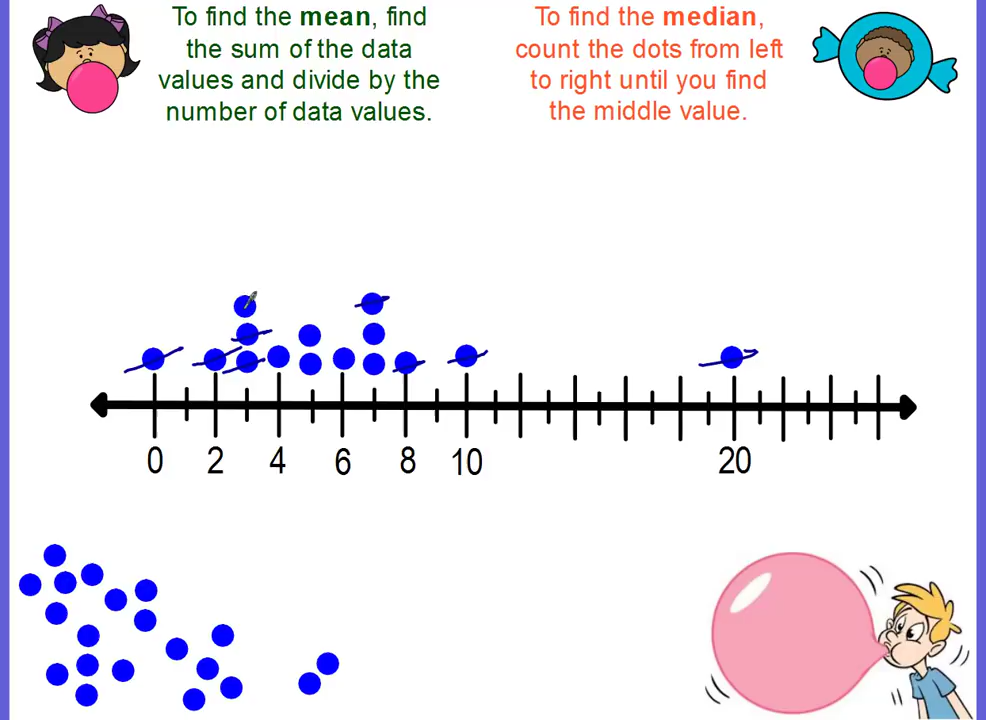 To find the mean, find
the sum of the data
values and divide by the
number of data values.
To find the median,
count the dots from left
to right until you find
the middle value.
0 2 4 6 8 10 20